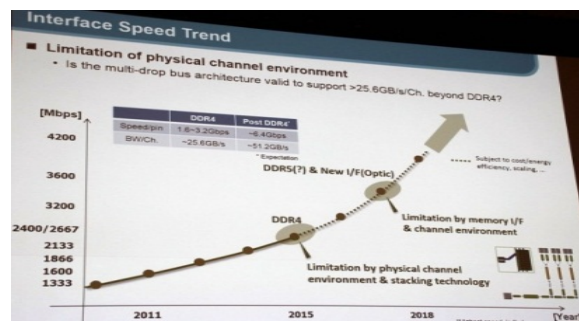 Interface Speed Trend
■ Limitation of physical channel environment
• Is the multi-drop bus architecture valid to support >25.6GB/s/Ch. beyond DDR4?
[Mbps]
DDR4 Post DDR4*
Speed/pin 1.6~3.2Gbps ~6.4Gbps
BW/Ch. ~25.6GB/s ~51.2GB/s
* Expectation
4200
3600
3200
2400/2667
2133
1866
1600
1333
DDR5(?) & New I/F(Optic)
Subject to cost/energy
efficiency, scaling, ...
DDR4
Limitation by memory I/F
& channel environment
Limitation by physical channel
environment & stacking technology
2011
2015
2018
[Year]